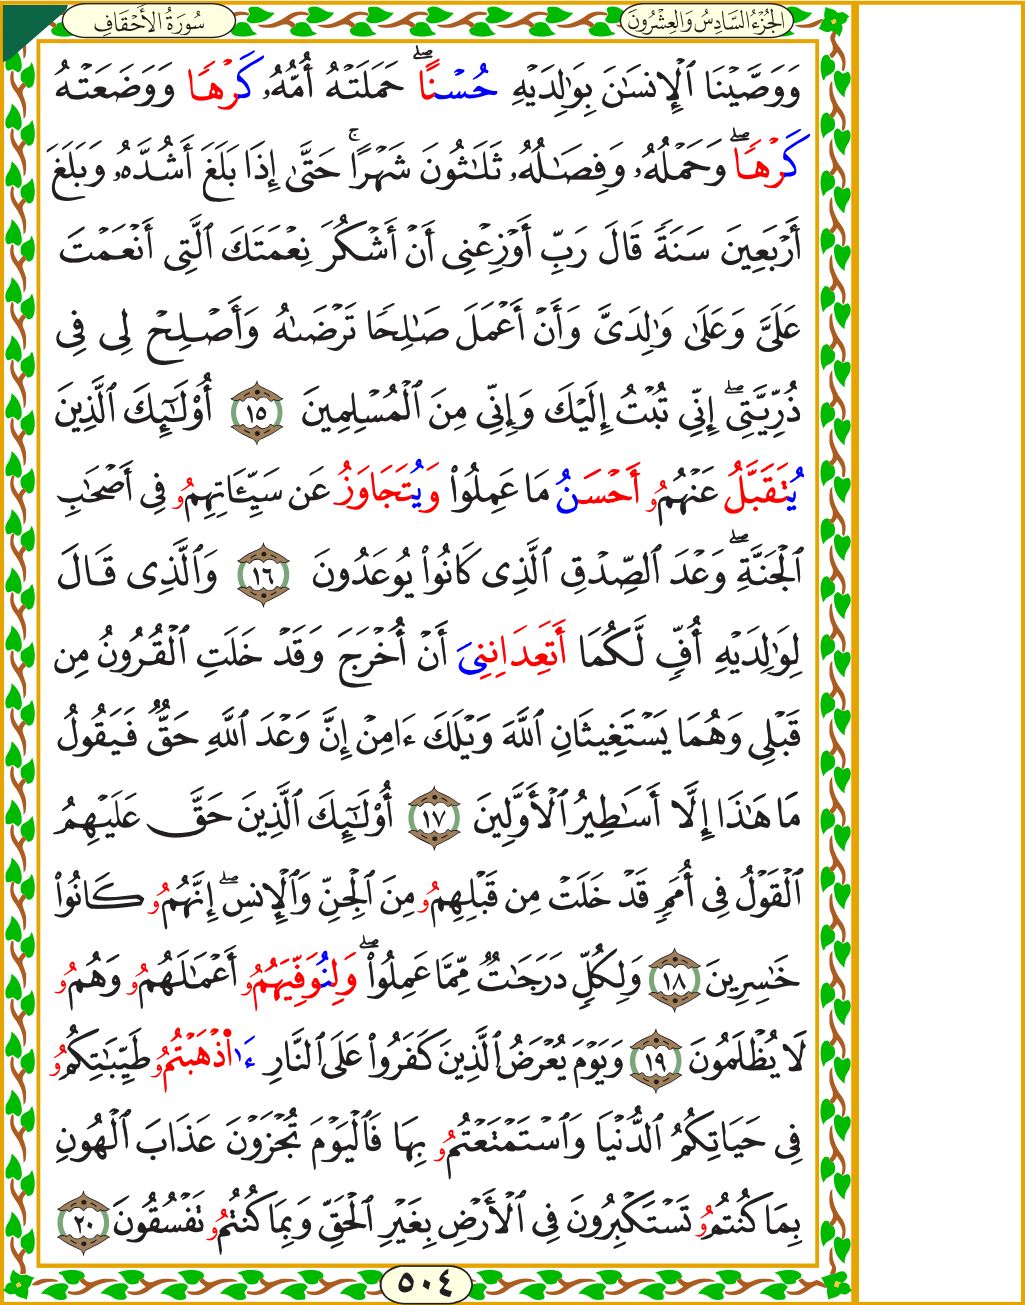 الجُزْءُ السَّادِسُ وَالعِشْرُونَ
سُورَةُ الأَحْقَافِ
وَوَصَّيْنَا ٱلْإِنسَٰنَ بِوَٰلِدَيْهِ حُسْنًاۖ حَمَلَتْهُ أُمُّهُۥ كَرْهًا وَوَضَعَتْهُ
كَرْهًاۖ وَحَمْلُهُۥ وَفِصَٰلُهُۥ ثَلَٰثُونَ شَهْرًاۚ حَتَّىٰ إِذَا بَلَغَ أَشُدَّهُۥ وَبَلَغَ
أَرْبَعِينَ سَنَةً قَالَ رَبِّ أَوْزِعْنِى أَنْ أَشْكُرَ نِعْمَتَكَ ٱلَّتِى أَنْعَمْتَ
عَلَىَّ وَعَلَىٰ وَٰلِدَىَّ وَأَنْ أَعْمَلَ صَٰلِحًا تَرْضَىٰهُ وَأَصْلِحْ لِى فِى
ذُرِّيَّتِىۖ إِنِّى تُبْتُ إِلَيْكَ وَإِنِّى مِنَ ٱلْمُسْلِمِينَ ١٥ أُو۟لَٰٓئِكَ ٱلَّذِينَ
يُتَقَبَّلُ عَنْهُمُۥ أَحْسَنُ مَا عَمِلُوا۟ وَيُتَجَاوَزُ عَن سَيِّـَٔاتِهِمُۥ فِى أَصْحَٰبِ
ٱلْجَنَّةِۖ وَعْدَ ٱلصِّدْقِ ٱلَّذِى كَانُوا۟ يُوعَدُونَ ١٦ وَٱلَّذِى قَالَ
لِوَٰلِدَيْهِ أُفٍّ لَّكُمَا أَتَعِدَانِنِىَ أَنْ أُخْرَجَ وَقَدْ خَلَتِ ٱلْقُرُونُ مِن
قَبْلِى وَهُمَا يَسْتَغِيثَانِ ٱللَّهَ وَيْلَكَ ءَامِنْ إِنَّ وَعْدَ ٱللَّهِ حَقٌّ فَيَقُولُ
مَا هَٰذَا إِلَّا أَسَٰطِيرُ ٱلْأَوَّلِينَ ١٧ أُو۟لَٰٓئِكَ ٱلَّذِينَ حَقَّ عَلَيْهِمُ
ٱلْقَوْلُ فِى أُمَمٍ قَدْ خَلَتْ مِن قَبْلِهِمُۥ مِنَ ٱلْجِنِّ وَٱلْإِنسِۖ إِنَّهُمُۥ كَانُوا۟
خَٰسِرِينَ ١٨ وَلِكُلٍّ دَرَجَٰتٌ مِّمَّا عَمِلُوا۟ۖ وَلِنُوَفِّيَهُمُۥ أَعْمَٰلَهُمُۥ وَهُمُۥ
لَا يُظْلَمُونَ ١٩ وَيَوْمَ يُعْرَضُ ٱلَّذِينَ كَفَرُوا۟ عَلَى ٱلنَّارِ ءَا۬ذْهَبْتُمُۥ طَيِّبَٰتِكُمُۥ
فِى حَيَاتِكُمُ ٱلدُّنْيَا وَٱسْتَمْتَعْتُمُۥ بِهَا فَٱلْيَوْمَ تُجْزَوْنَ عَذَابَ ٱلْهُونِ
بِمَا كُنتُمُۥ تَسْتَكْبِرُونَ فِى ٱلْأَرْضِ بِغَيْرِ ٱلْحَقِّ وَبِمَا كُنتُمُۥ تَفْسُقُونَ ٢٠
٥٠٤